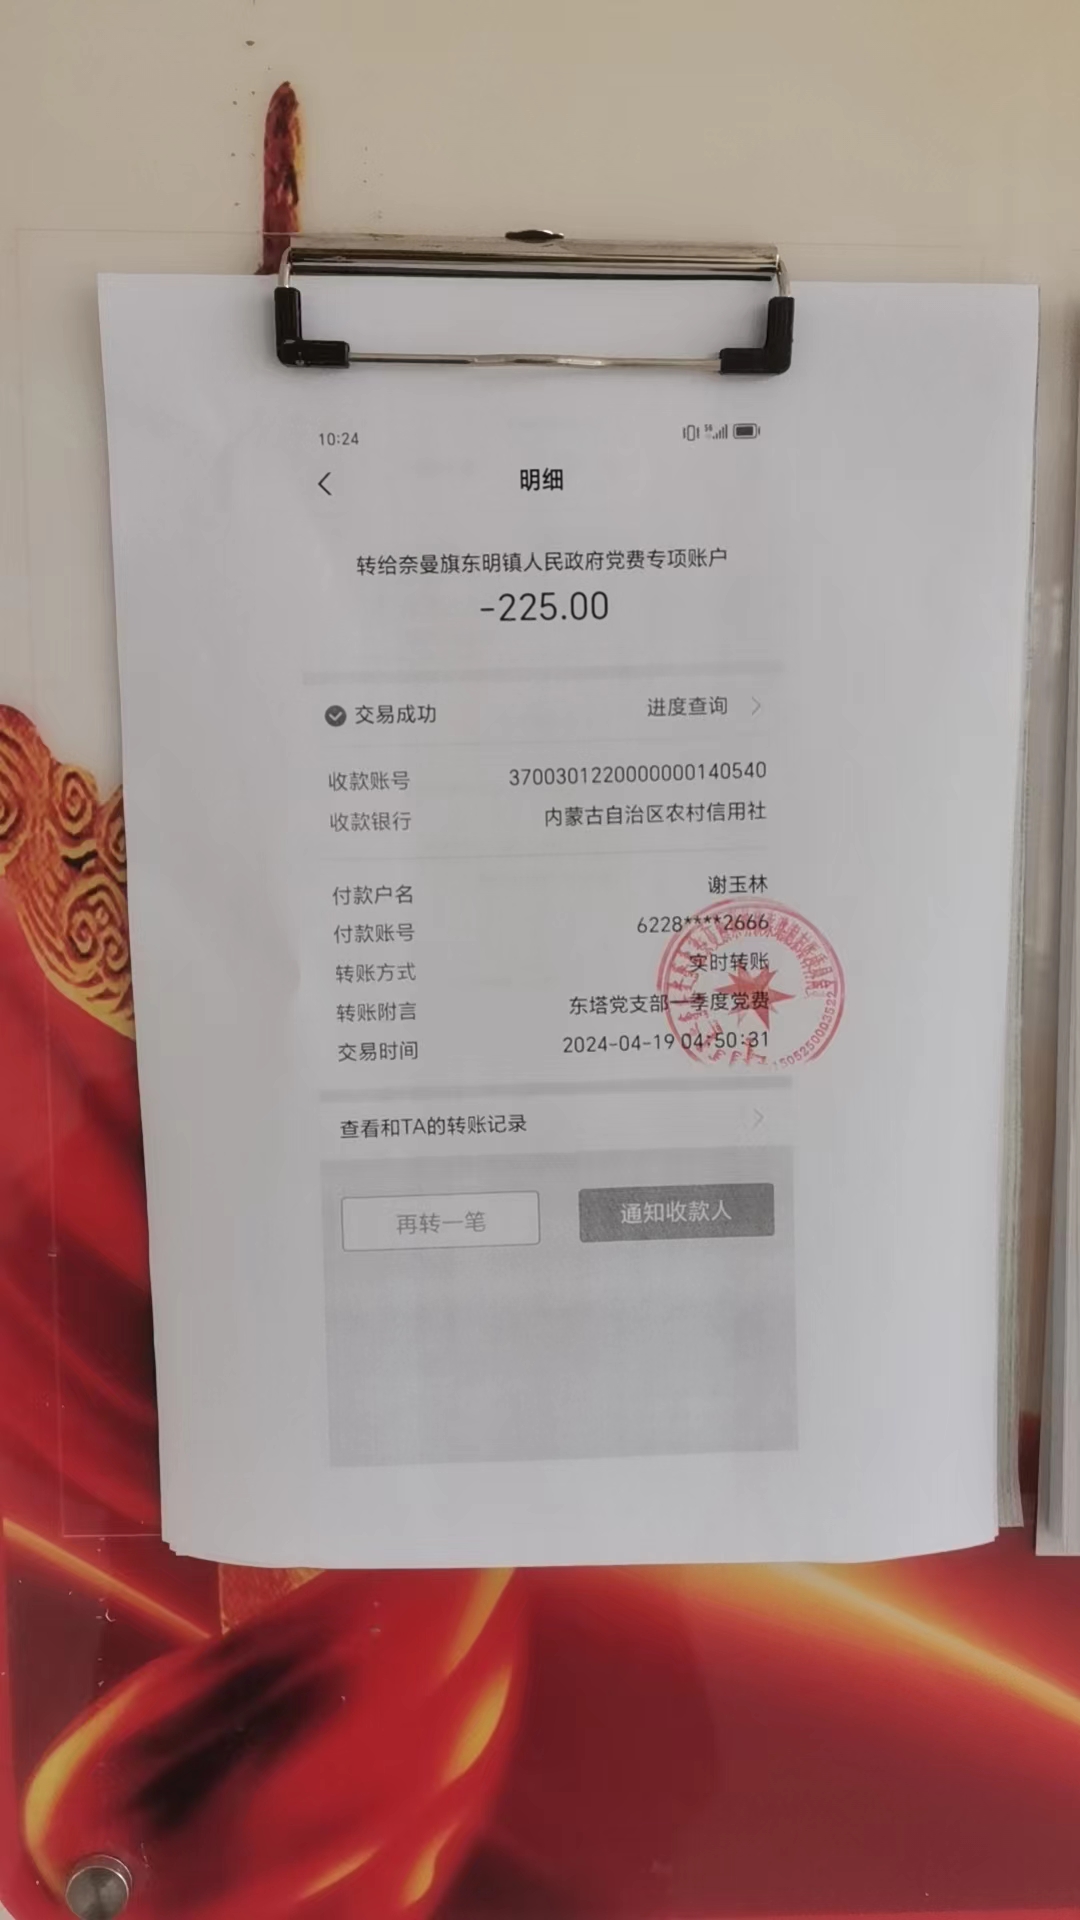 10:24
明细
转给奈曼旗东明镇人民政府党费专项账户
-225.00
交易成功 进度查询
收款账号 3700301220000000140540
收款银行 内蒙古自治区农村信用社
付款户名 谢玉林
付款账号 6228****2666
转账方式 实时转账
转账附言 东塔党支部一季度党费
交易时间 2024-04-19 04:50:31
查看和TA的转账记录
再转一笔 通知收款人